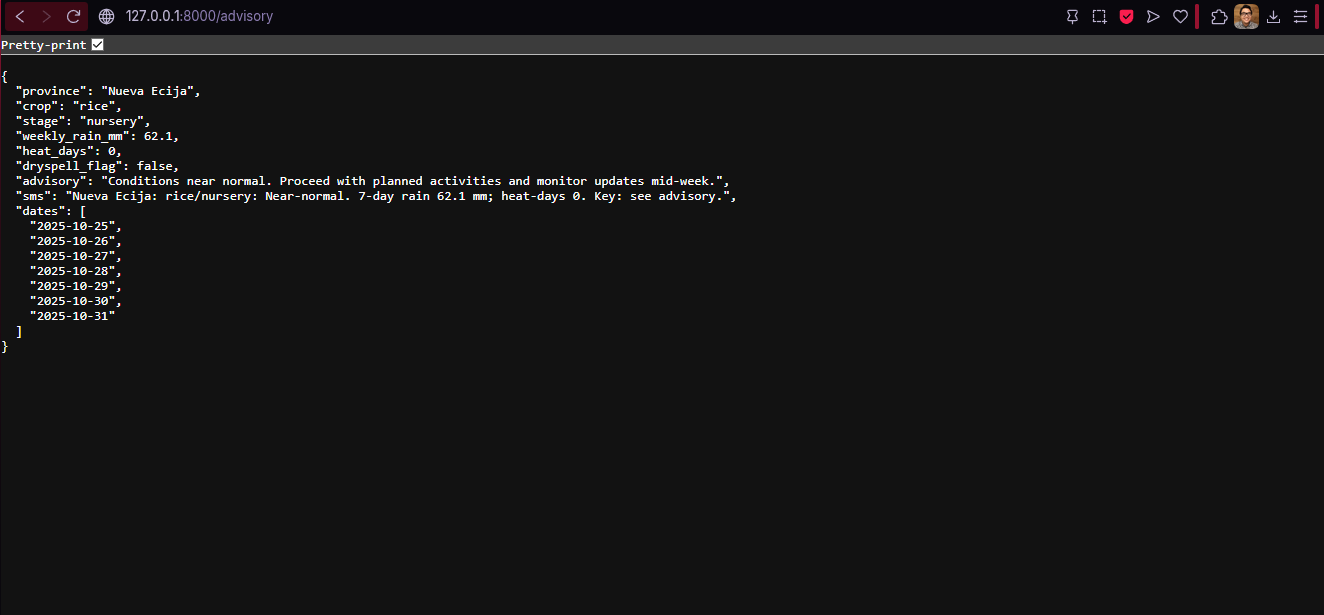 127.0.0.1:8000/advisory
Pretty-print
{
  "province": "Nueva Ecija",
  "crop": "rice",
  "stage": "nursery",
  "weekly_rain_mm": 62.1,
  "heat_days": 0,
  "dryspell_flag": false,
  "advisory": "Conditions near normal. Proceed with planned activities and monitor updates mid-week.",
  "sms": "Nueva Ecija: rice/nursery: Near-normal. 7-day rain 62.1 mm; heat-days 0. Key: see advisory.",
  "dates": [
    "2025-10-25",
    "2025-10-26",
    "2025-10-27",
    "2025-10-28",
    "2025-10-29",
    "2025-10-30",
    "2025-10-31"
  ]
}